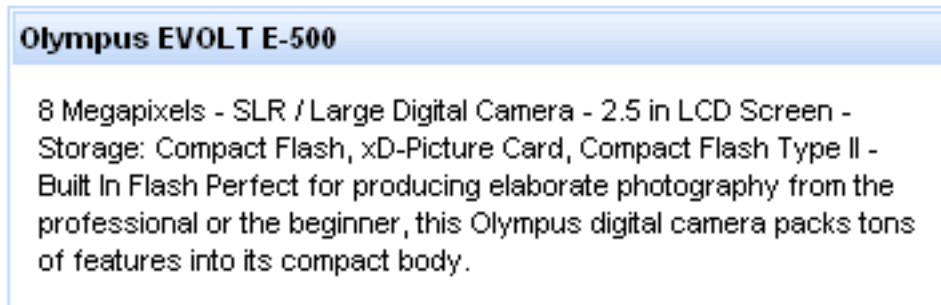 Olympus EVOLT E-500
8 Megapixels - SLR / Large Digital Camera - 2.5 in LCD Screen -
Storage: Compact Flash, xD-Picture Card, Compact Flash Type II -
Built In Flash Perfect for producing elaborate photography from the
professional or the beginner, this Olympus digital camera packs tons
of features into its compact body.